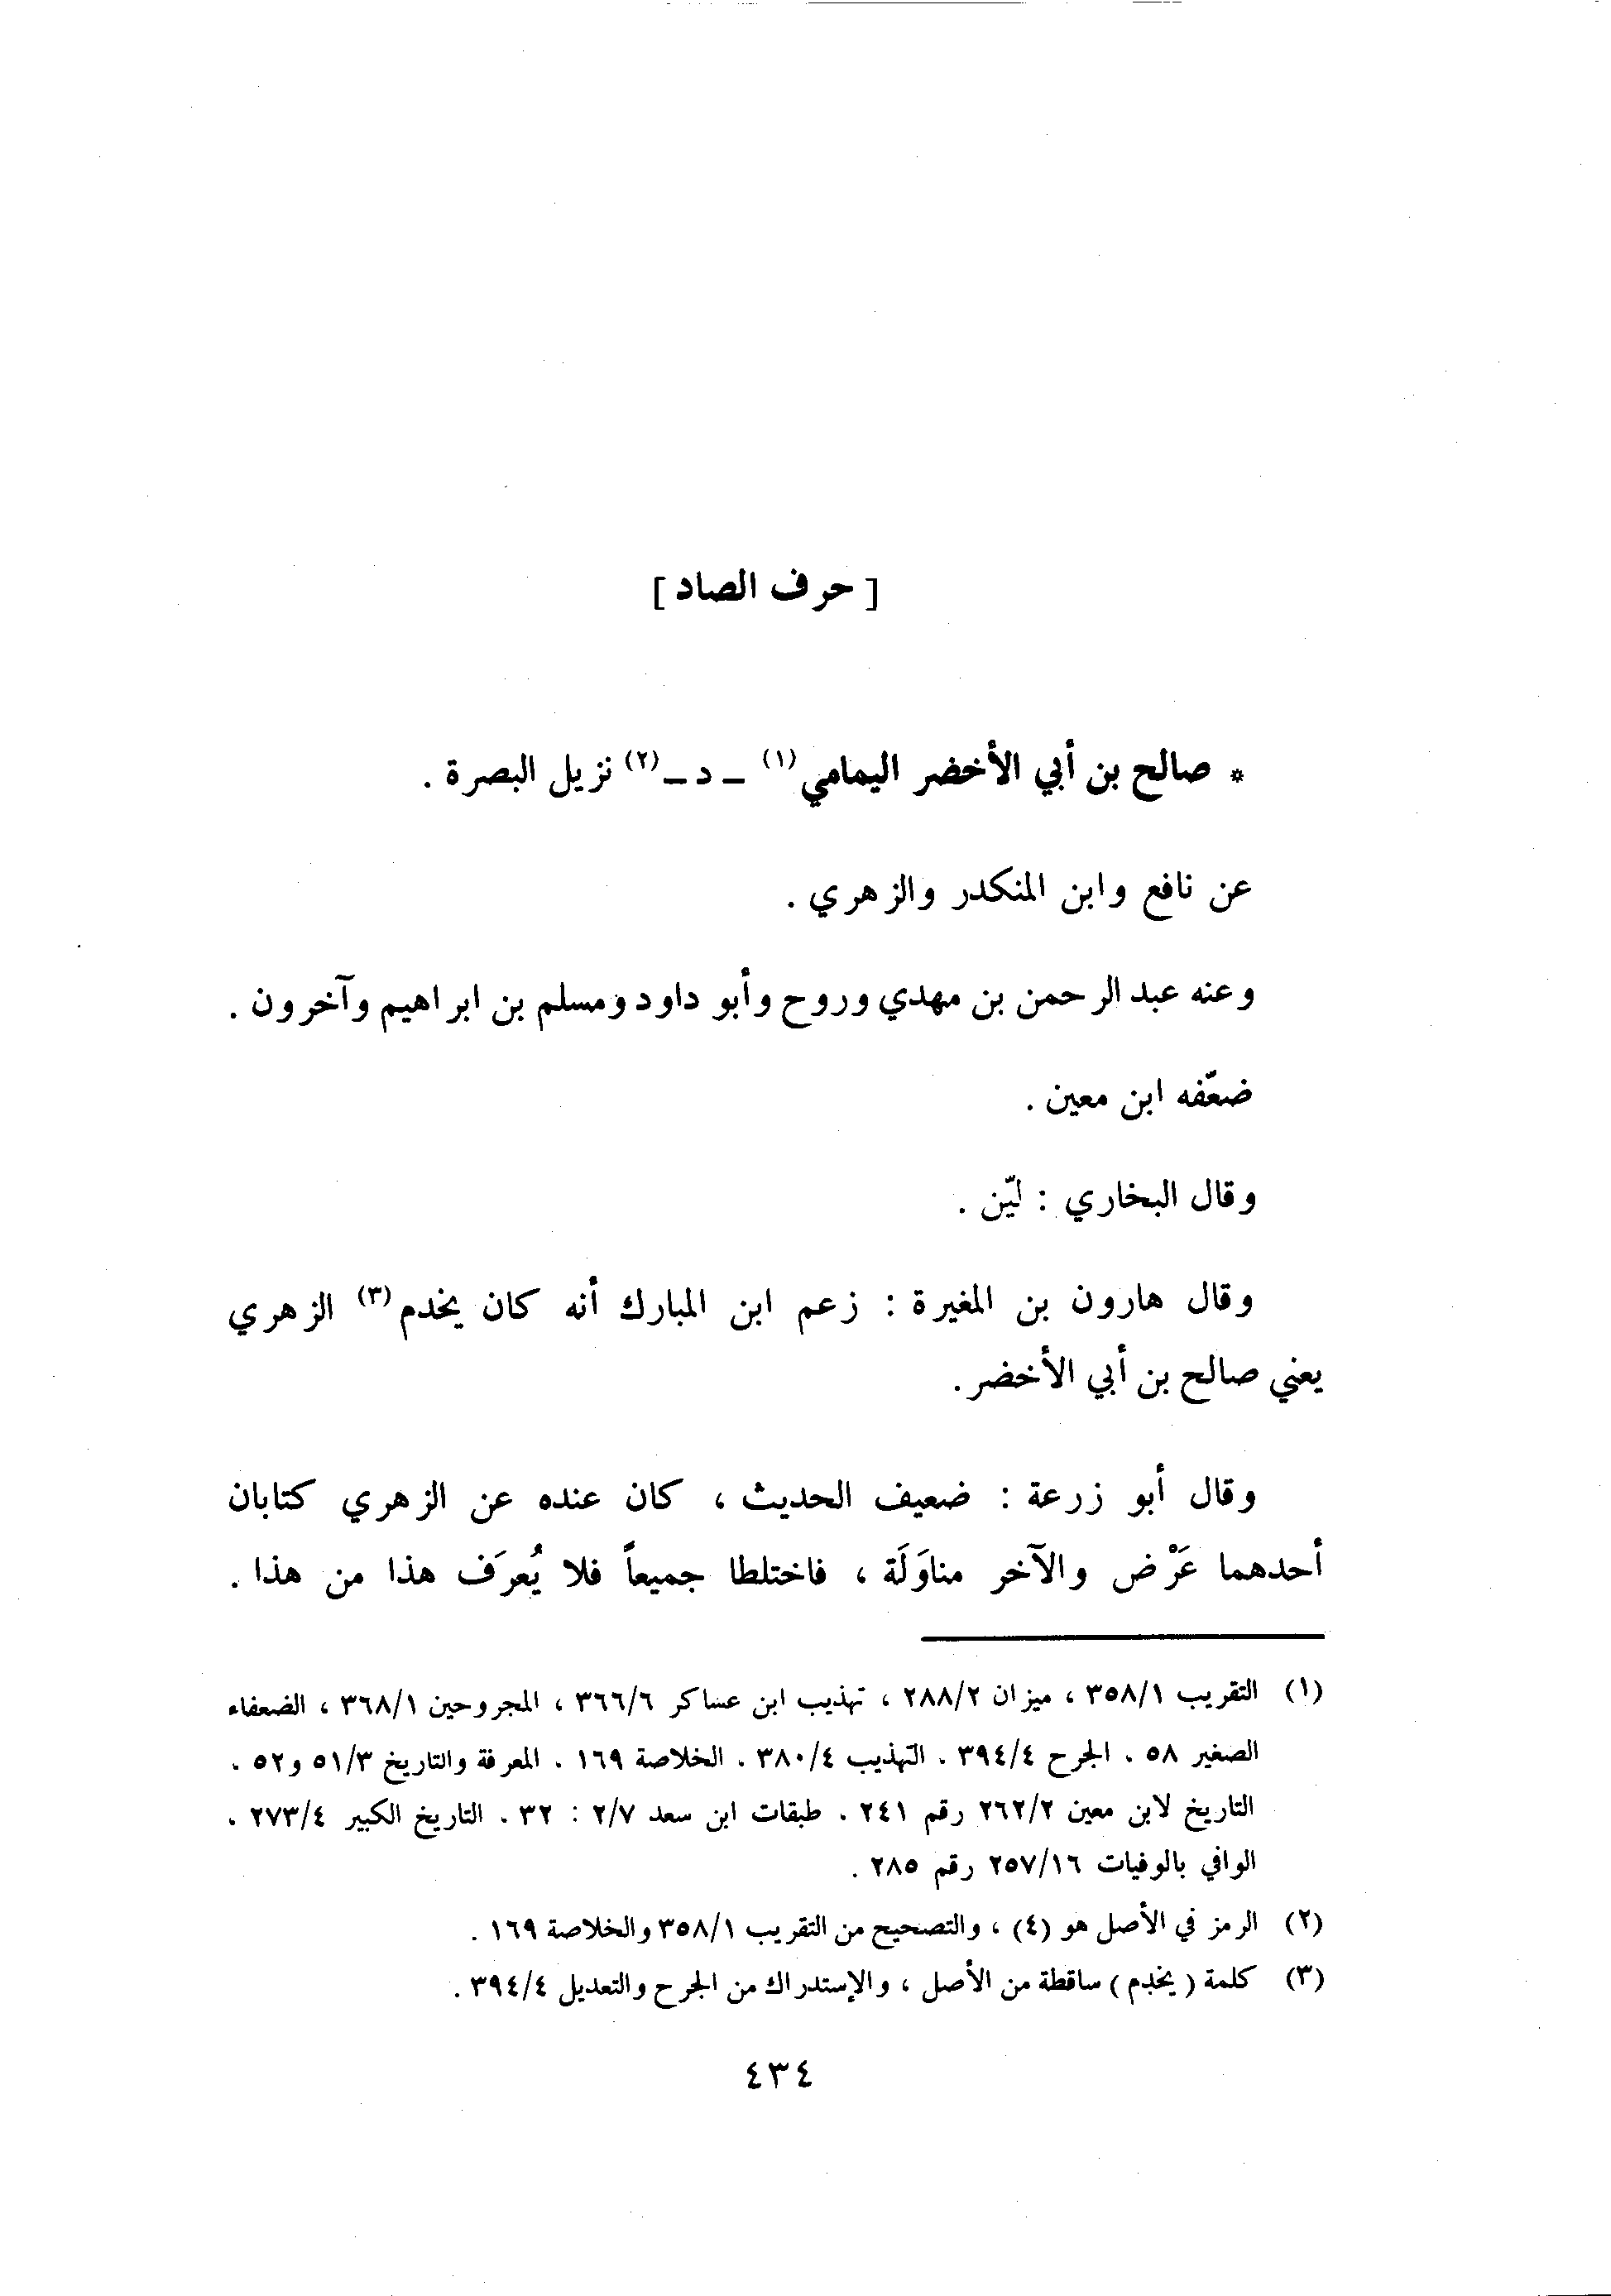 [ حرف الصاد ]
* صالح بن أبي الأخضر اليمامي (١) ـ د ـ (٢) نزيل البصرة .
عن نافع وابن المنكدر والزهري .
وعنه عبد الرحمن بن مهدي وروح وأبو داود ومسلم بن ابراهيم وآخرون .
ضعّفه ابن معين .
وقال البخاري : ليّن .
وقال هارون بن المغيرة : زعم ابن المبارك أنه كان يخدم (٣) الزهري
يعني صالح بن أبي الأخضر .
وقال أبو زرعة : ضعيف الحديث ، كان عنده عن الزهري كتابان
أحدهما عَرْض والآخر مناوَلَة ، فاختلطا جميعاً فلا يُعرَف هذا من هذا .
(١) التقريب ٣٥٨/١ ، ميزان ٢٨٨/٢ ، تهذيب ابن عساكر ٣٦٦/٦ ، المجروحين ٣٦٨/١ ، الضعفاء
الصغير ٥٨ . الجرح ٣٩٤/٤ . التهذيب ٣٨٠/٤ . الخلاصة ١٦٩ . المعرفة والتاريخ ٥١/٣ و٥٢ .
التاريخ لابن معين ٢٦٢/٢ رقم ٢٤١ . طبقات ابن سعد ٢/٧ : ٣٢ . التاريخ الكبير ٢٧٣/٤ .
الوافي بالوفيات ٢٥٧/١٦ رقم ٢٨٥ .
(٢) الرمز في الأصل هو (٤) ، والتصحيح من التقريب ٣٥٨/١ والخلاصة ١٦٩ .
(٣) كلمة ( يخدم ) ساقطة من الأصل ، والإستدراك من الجرح والتعديل ٣٩٤/٤ .
٤٣٤